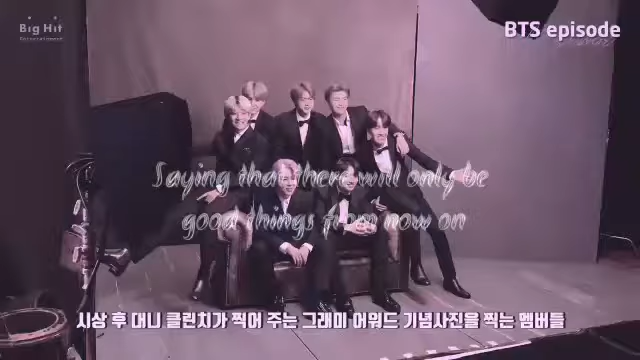 Big Hit
Entertainment
BTS episode
Saying that there will only be
good things from now on
시상 후 대니 클린치가 찍어 주는 그래미 어워드 기념사진을 찍는 멤버들